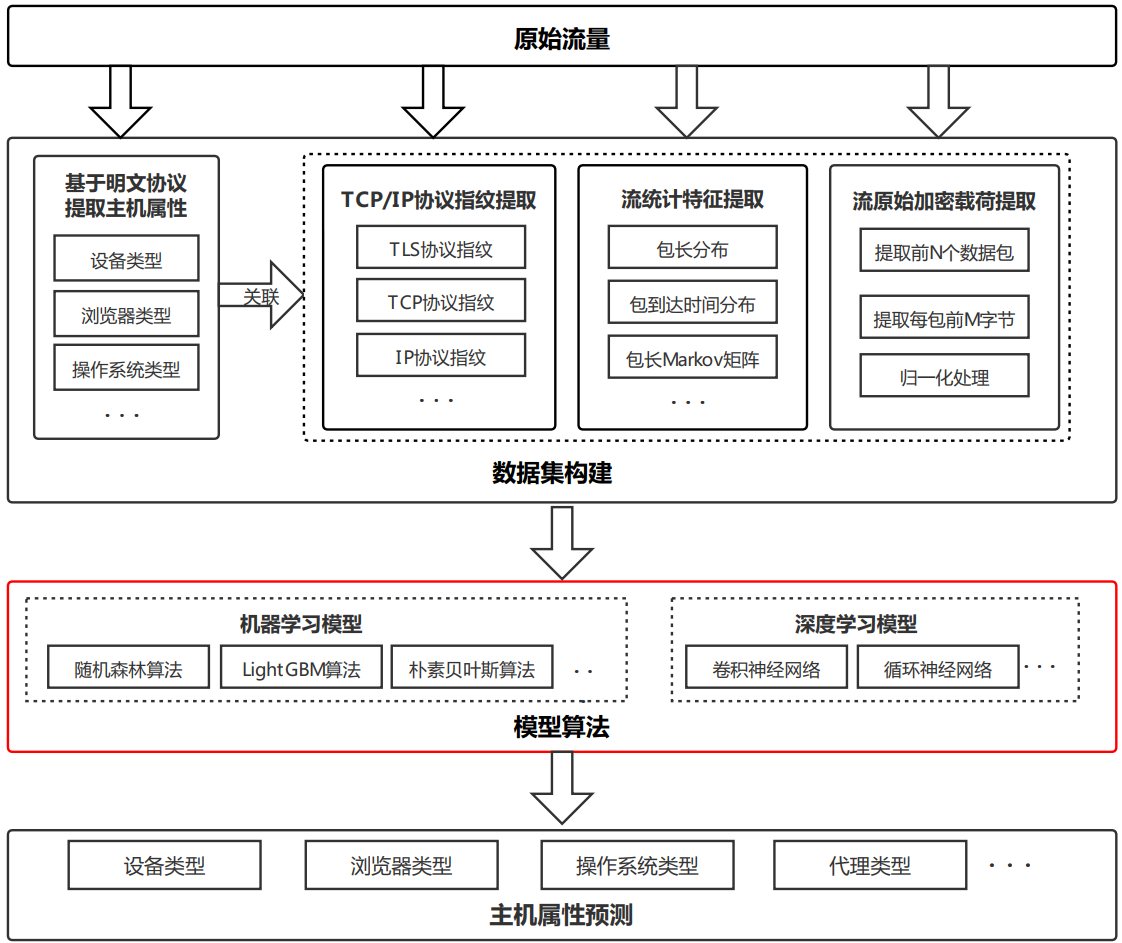 原始流量
基于明文协议
提取主机属性
设备类型
浏览器类型
操作系统类型
...
关联
TCP/IP协议指纹提取
TLS协议指纹
TCP协议指纹
IP协议指纹
...
流统计特征提取
包长分布
包到达时间分布
包长Markov矩阵
...
流原始加密载荷提取
提取前N个数据包
提取每包前M字节
归一化处理
数据集构建
机器学习模型
随机森林算法
LightGBM算法
朴素贝叶斯算法
..
深度学习模型
卷积神经网络
循环神经网络
...
模型算法
设备类型
浏览器类型
操作系统类型
代理类型
...
主机属性预测